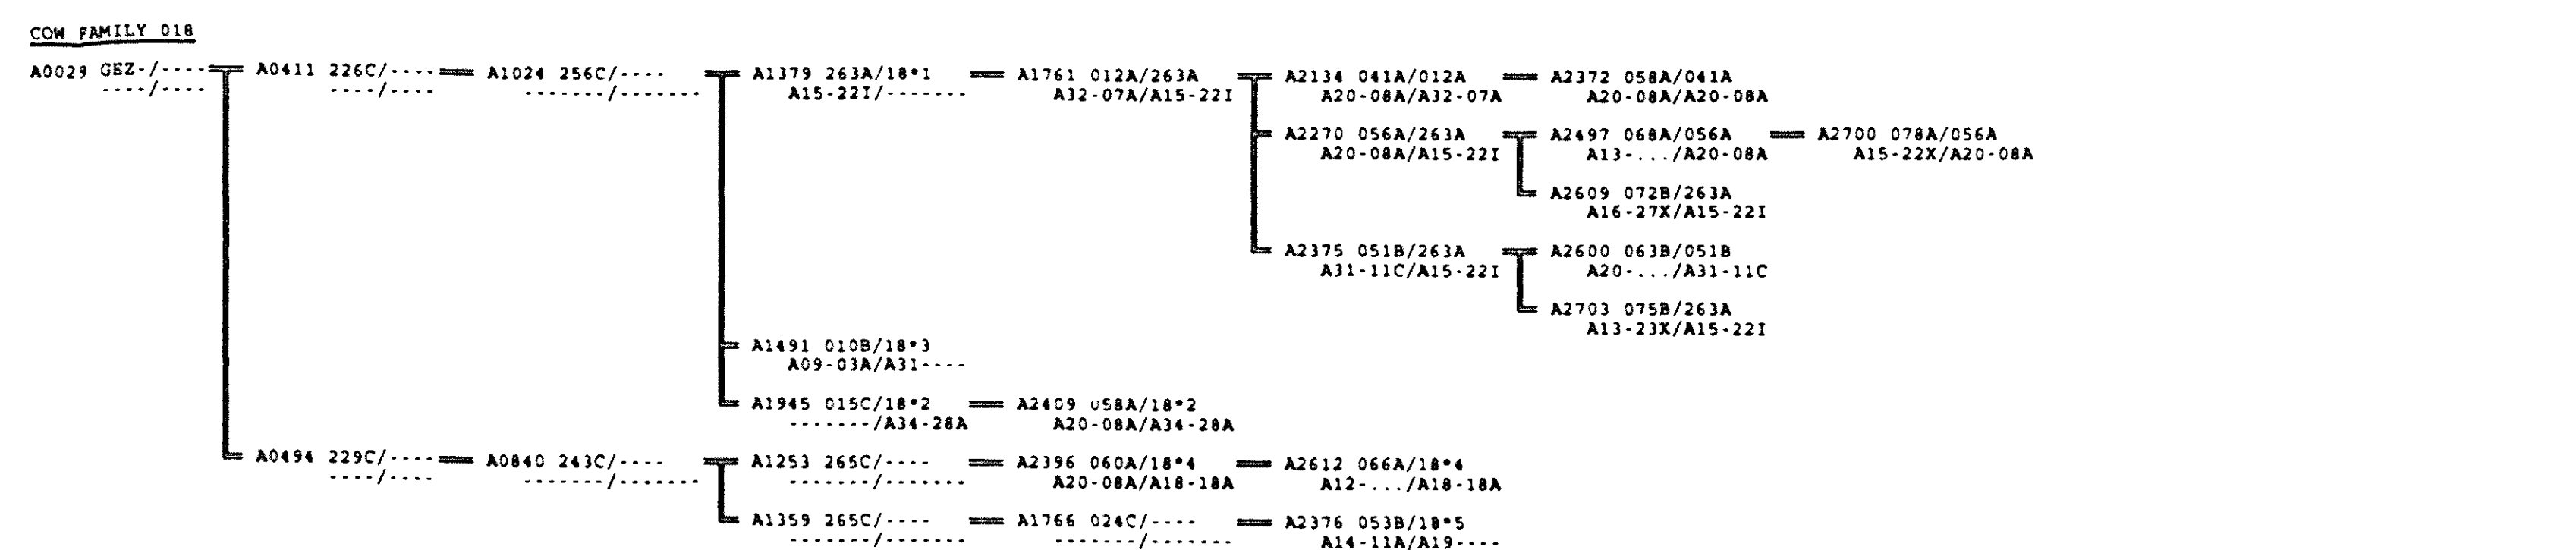 COW FAMILY 018
A0029 GEZ-/---- A0411 226C/---- A1024 256C/---- A1379 263A/18*1 A1761 012A/263A A2134 041A/012A A2372 058A/041A
----/---- ----/---- -------/------- A15-22I/------- A32-07A/A15-22I A20-08A/A32-07A A20-08A/A20-08A
A2270 056A/263A A2497 068A/056A A2700 078A/056A
A20-08A/A15-22I A13-.../A20-08A A15-22X/A20-08A
A2609 072B/263A
A16-27X/A15-22I
A2375 051B/263A A2600 063B/051B
A31-11C/A15-22I A20-.../A31-11C
A2703 075B/263A
A13-23X/A15-22I
A1491 010B/18*3
A09-03A/A31----
A1945 015C/18*2 A2409 058A/18*2
-------/A34-28A A20-08A/A34-28A
A0494 229C/---- A0840 243C/---- A1253 265C/---- A2396 060A/18*4 A2612 066A/18*4
----/---- -------/------- -------/------- A20-08A/A18-18A A12-.../A18-18A
A1359 265C/---- A1766 024C/---- A2376 053B/18*5
-------/------- -------/------- A14-11A/A19----